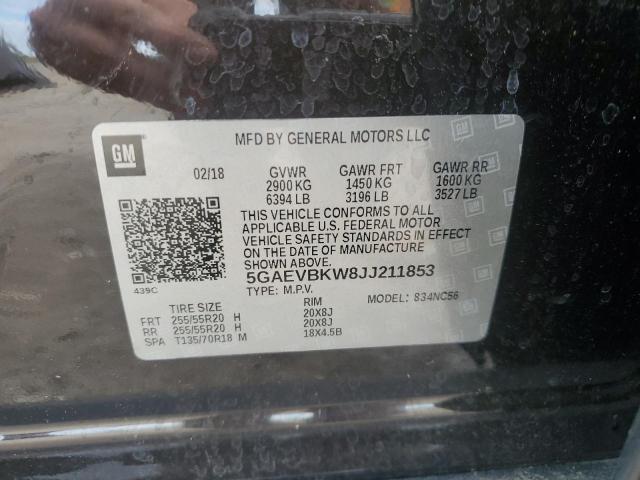 GM
MFD BY GENERAL MOTORS LLC
02/18 GVWR GAWR FRT GAWR RR
2900 KG 1450 KG 1600 KG
6394 LB 3196 LB 3527 LB
THIS VEHICLE CONFORMS TO ALL
APPLICABLE U.S. FEDERAL MOTOR
VEHICLE SAFETY STANDARDS IN EFFECT
ON THE DATE OF MANUFACTURE
SHOWN ABOVE.
439C 5GAEVBKW8JJ211853
TYPE: M.P.V. MODEL: 834NC56
TIRE SIZE RIM
FRT 255/55R20 H 20X8J
RR 255/55R20 H 20X8J
SPA T135/70R18 M 18X4.5B